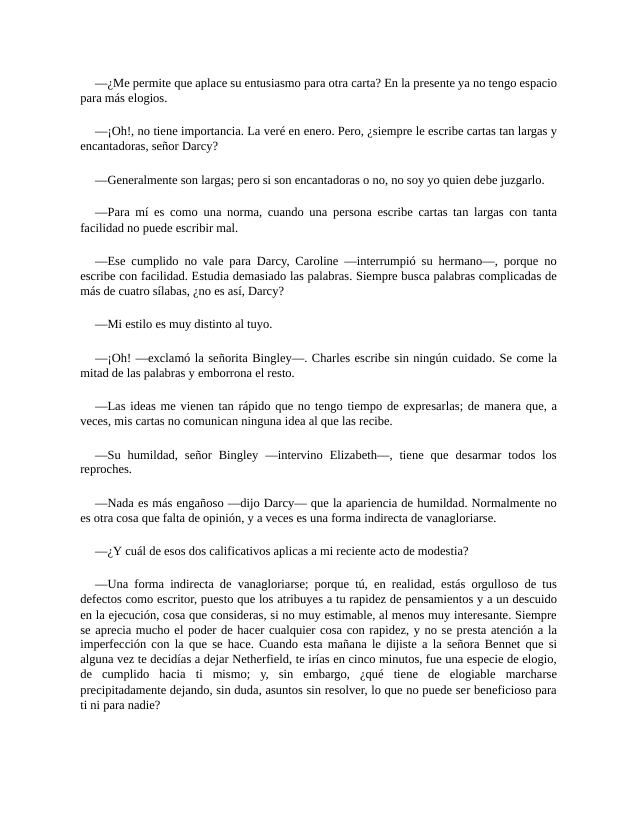 —¿Me permite que aplace su entusiasmo para otra carta? En la presente ya no tengo espacio
para más elogios.
—¡Oh!, no tiene importancia. La veré en enero. Pero, ¿siempre le escribe cartas tan largas y
encantadoras, señor Darcy?
—Generalmente son largas; pero si son encantadoras o no, no soy yo quien debe juzgarlo.
—Para mí es como una norma, cuando una persona escribe cartas tan largas con tanta
facilidad no puede escribir mal.
—Ese cumplido no vale para Darcy, Caroline —interrumpió su hermano—, porque no
escribe con facilidad. Estudia demasiado las palabras. Siempre busca palabras complicadas de
más de cuatro sílabas, ¿no es así, Darcy?
—Mi estilo es muy distinto al tuyo.
—¡Oh! —exclamó la señorita Bingley—. Charles escribe sin ningún cuidado. Se come la
mitad de las palabras y emborrona el resto.
—Las ideas me vienen tan rápido que no tengo tiempo de expresarlas; de manera que, a
veces, mis cartas no comunican ninguna idea al que las recibe.
—Su humildad, señor Bingley —intervino Elizabeth—, tiene que desarmar todos los
reproches.
—Nada es más engañoso —dijo Darcy— que la apariencia de humildad. Normalmente no
es otra cosa que falta de opinión, y a veces es una forma indirecta de vanagloriarse.
—¿Y cuál de esos dos calificativos aplicas a mi reciente acto de modestia?
—Una forma indirecta de vanagloriarse; porque tú, en realidad, estás orgulloso de tus
defectos como escritor, puesto que los atribuyes a tu rapidez de pensamientos y a un descuido
en la ejecución, cosa que consideras, si no muy estimable, al menos muy interesante. Siempre
se aprecia mucho el poder de hacer cualquier cosa con rapidez, y no se presta atención a la
imperfección con la que se hace. Cuando esta mañana le dijiste a la señora Bennet que si
alguna vez te decidías a dejar Netherfield, te irías en cinco minutos, fue una especie de elogio,
de cumplido hacia ti mismo; y, sin embargo, ¿qué tiene de elogiable marcharse
precipitadamente dejando, sin duda, asuntos sin resolver, lo que no puede ser beneficioso para
ti ni para nadie?